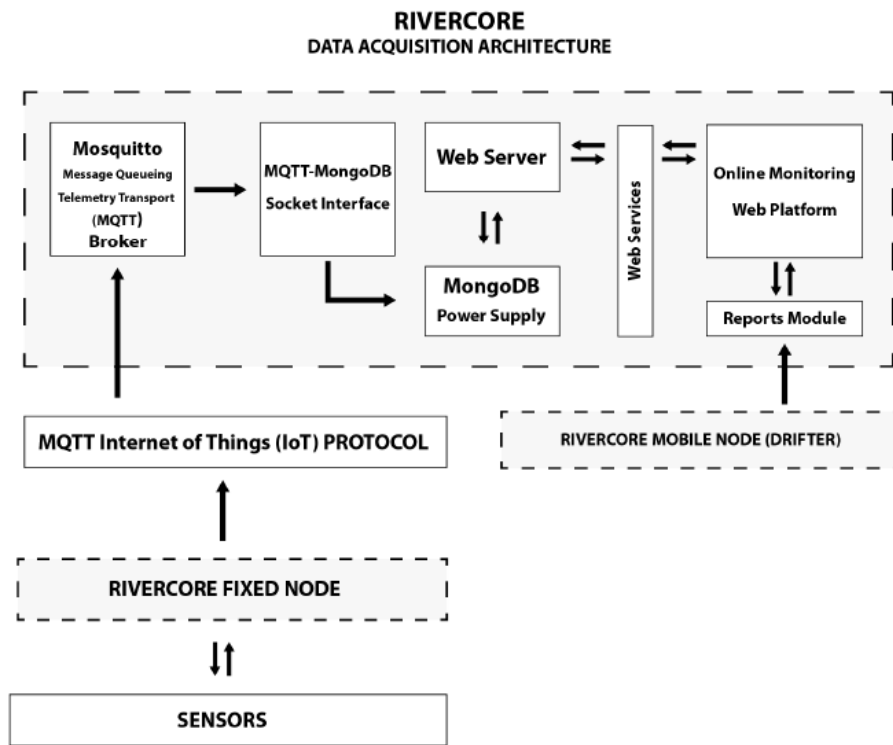 RIVERCORE
DATA ACQUISITION ARCHITECTURE
Mosquitto
Message Queueing
Telemetry Transport
(MQTT)
Broker
MQTT-MongoDB
Socket Interface
Web Server
MongoDB
Power Supply
Web Services
Online Monitoring
Web Platform
Reports Module
MQTT Internet of Things (IoT) PROTOCOL
RIVERCORE MOBILE NODE (DRIFTER)
RIVERCORE FIXED NODE
SENSORS